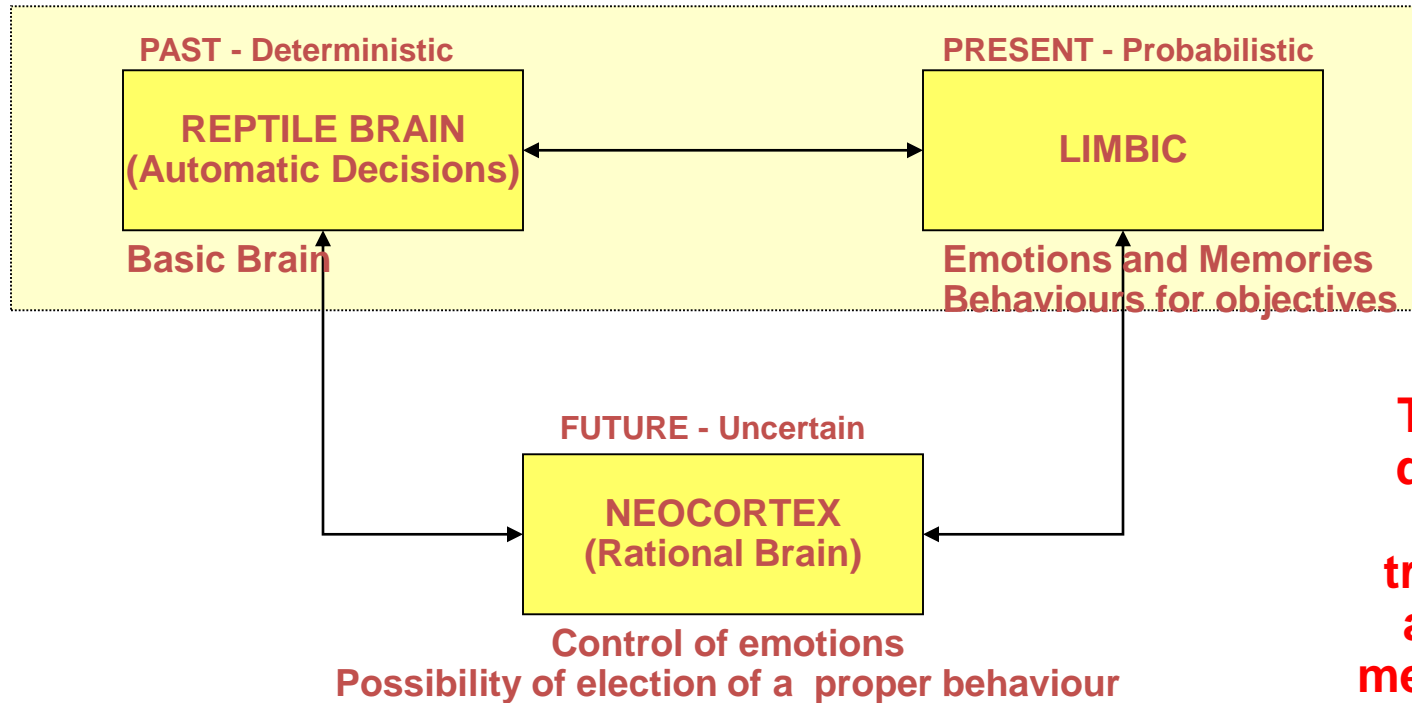 PAST - Deterministic
PRESENT - Probabilistic
REPTILE BRAIN
(Automatic Decisions)
LIMBIC
Basic Brain
Emotions and Memories
Behaviours for objectives
FUTURE - Uncertain
NEOCORTEX
(Rational Brain)
Control of emotions
Possibility of election of a proper behaviour